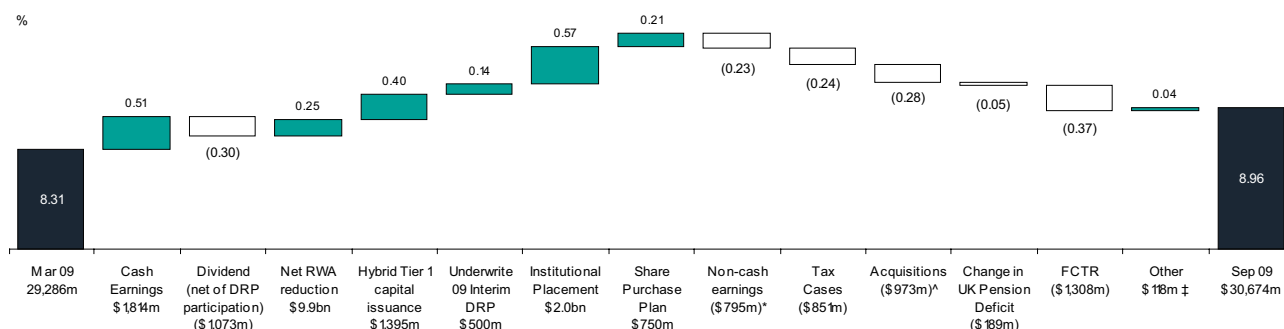 %
0.51
(0.30)
0.25
0.40
0.14
0.57
0.21
(0.23)
(0.24)
(0.28)
(0.05)
(0.37)
0.04
8.31
8.96
Mar 09
29,286m
Cash
Earnings
$1,814m
Dividend
(net of DRP
participation)
($1,073m)
Net RWA
reduction
$9.9bn
Hybrid Tier 1
capital
issuance
$1,395m
Underwrite
09 Interim
DRP
$500m
Institutional
Placement
$2.0bn
Share
Purchase
Plan
$750m
Non-cash
earnings
($795m)*
Tax
Cases
($851m)
Acquisitions
($973m)^
Change in
UK Pension
Deficit
($189m)
FCTR
($1,308m)
Other
$118m ‡
Sep 09
$30,674m